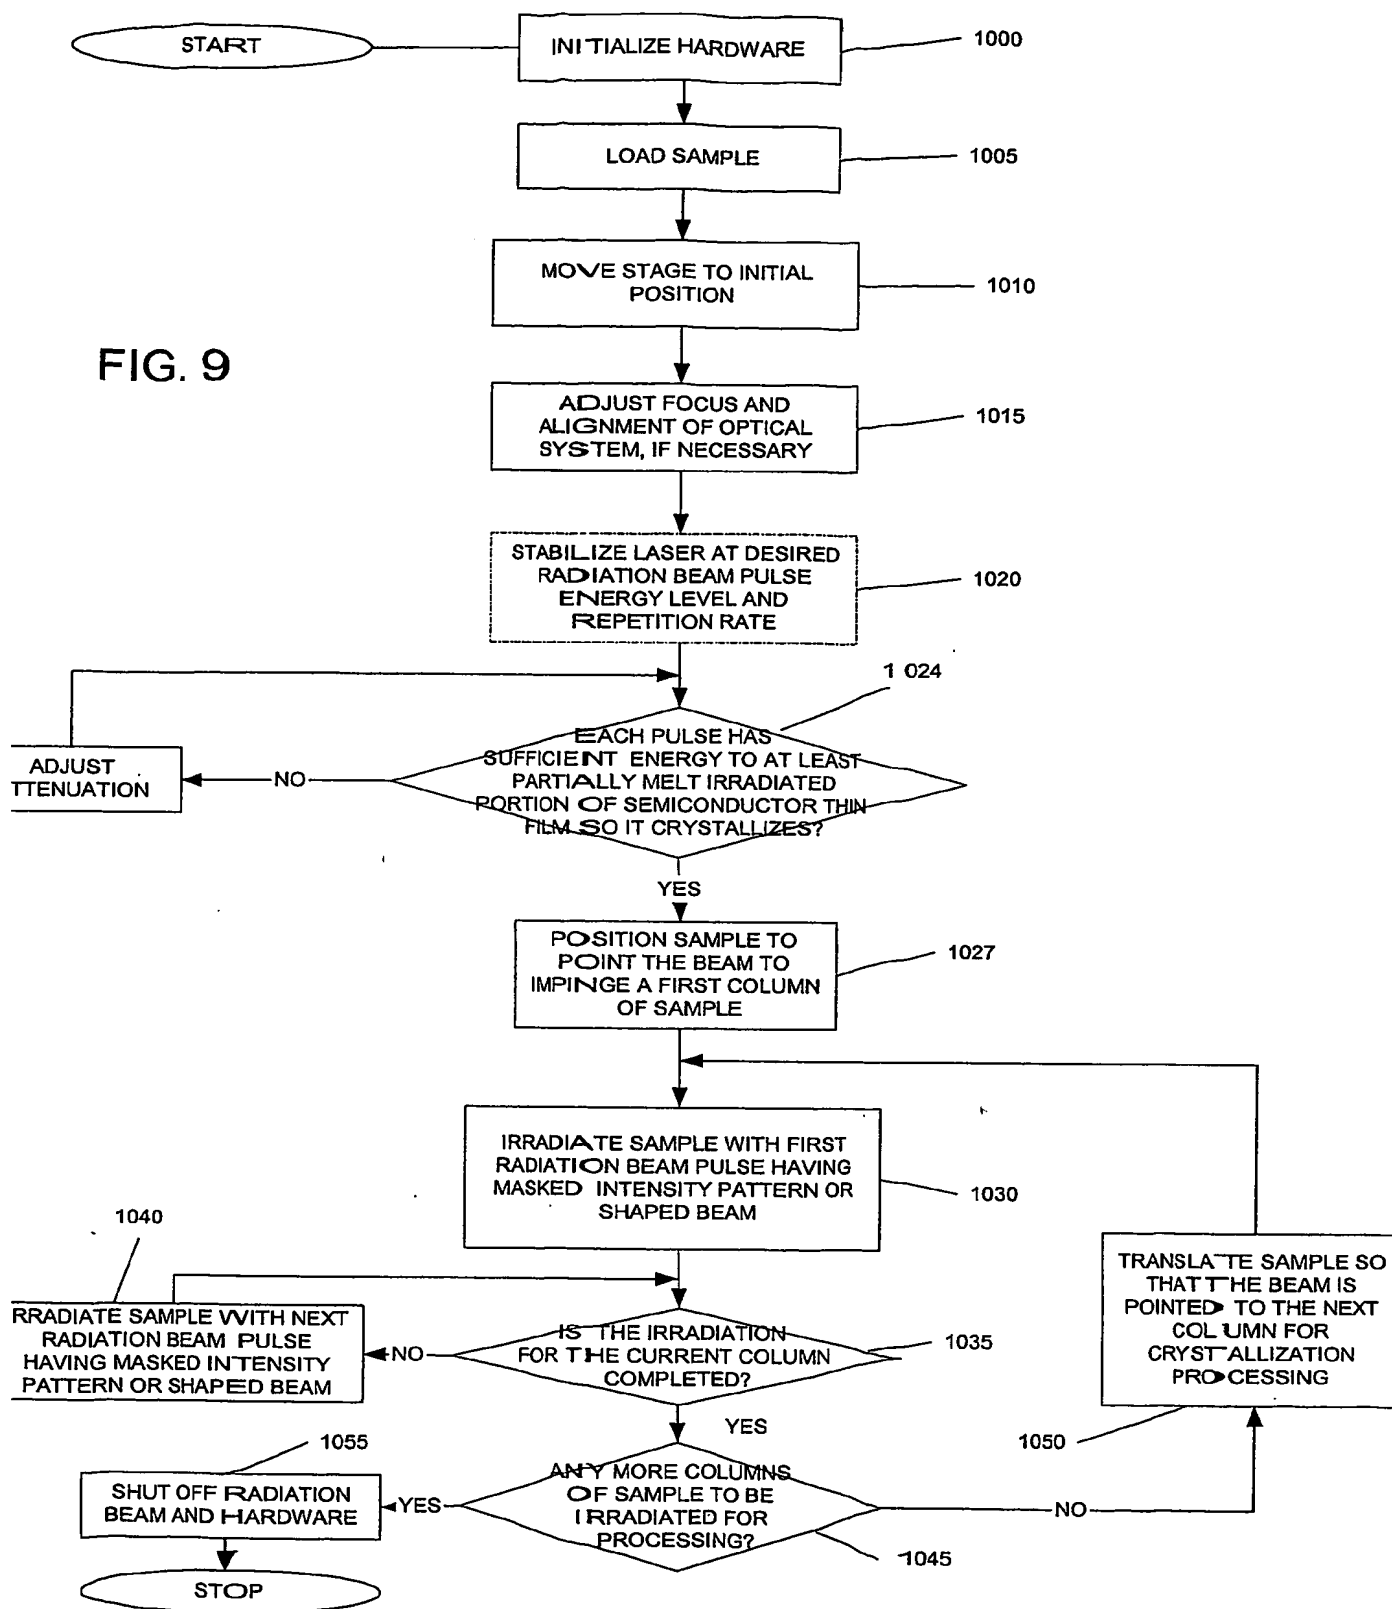 START
INITIALIZE HARDWARE
1000
LOAD SAMPLE
1005
MOVE STAGE TO INITIAL
POSITION
1010
FIG. 9
ADJUST FOCUS AND
ALIGNMENT OF OPTICAL
SYSTEM, IF NECESSARY
1015
STABILIZE LASER AT DESIRED
RADIATION BEAM PULSE
ENERGY LEVEL AND
REPETITION RATE
1020
1 024
EACH PULSE HAS
SUFFICIENT ENERGY TO AT LEAST
PARTIALLY MELT IRRADIATED
PORTION OF SEMICONDUCTOR THIN
FILM SO IT CRYSTALLIZES?
NO
ADJUST
TTENUATION
YES
POSITION SAMPLE TO
POINT THE BEAM TO
IMPINGE A FIRST COLUMN
OF SAMPLE
1027
IRRADIATE SAMPLE WITH FIRST
RADIATION BEAM PULSE HAVING
MASKED INTENSITY PATTERN OR
SHAPED BEAM
1030
1040
RRADIATE SAMPLE WITH NEXT
RADIATION BEAM PULSE
HAVING MASKED INTENSITY
PATTERN OR SHAPED BEAM
NO
IS THE IRRADIATION
FOR THE CURRENT COLUMN
COMPLETED?
1035
TRANSLATE SAMPLE SO
THAT THE BEAM IS
POINTED TO THE NEXT
COLUMN FOR
CRYSTALLIZATION
PROCESSING
1050
YES
1055
SHUT OFF RADIATION
BEAM AND HARDWARE
YES
ANY MORE COLUMNS
OF SAMPLE TO BE
IRRADIATED FOR
PROCESSING?
NO
1045
STOP